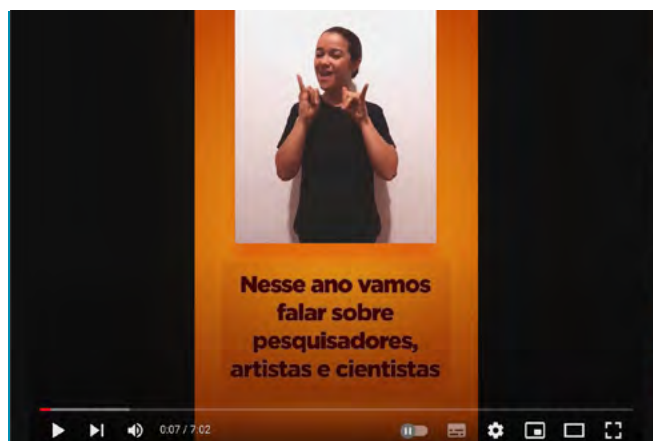 Nesse ano vamos
falar sobre
pesquisadores,
artistas e cientistas
0:07 / 7:02